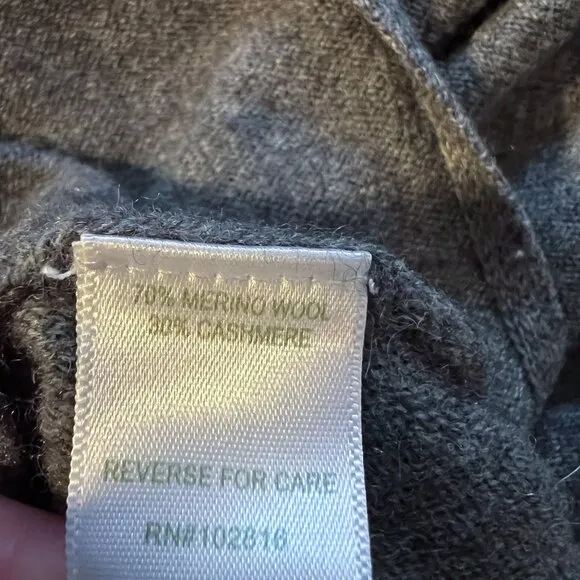 70% MERINO WOOL
30% CASHMERE
REVERSE FOR CARE
RN#102816